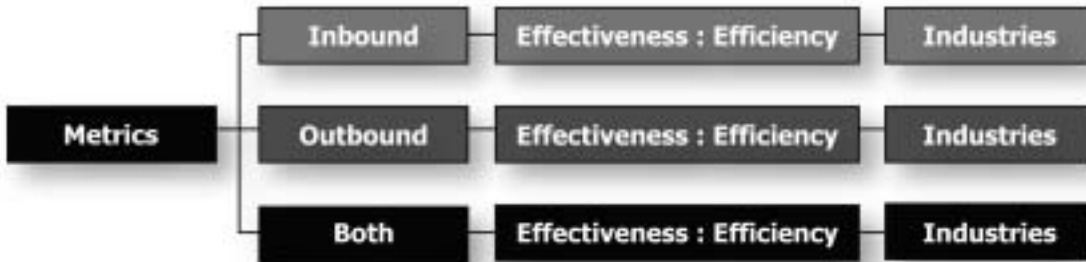 Inbound
Effectiveness : Efficiency
Industries
Metrics
Outbound
Effectiveness : Efficiency
Industries
Both
Effectiveness : Efficiency
Industries